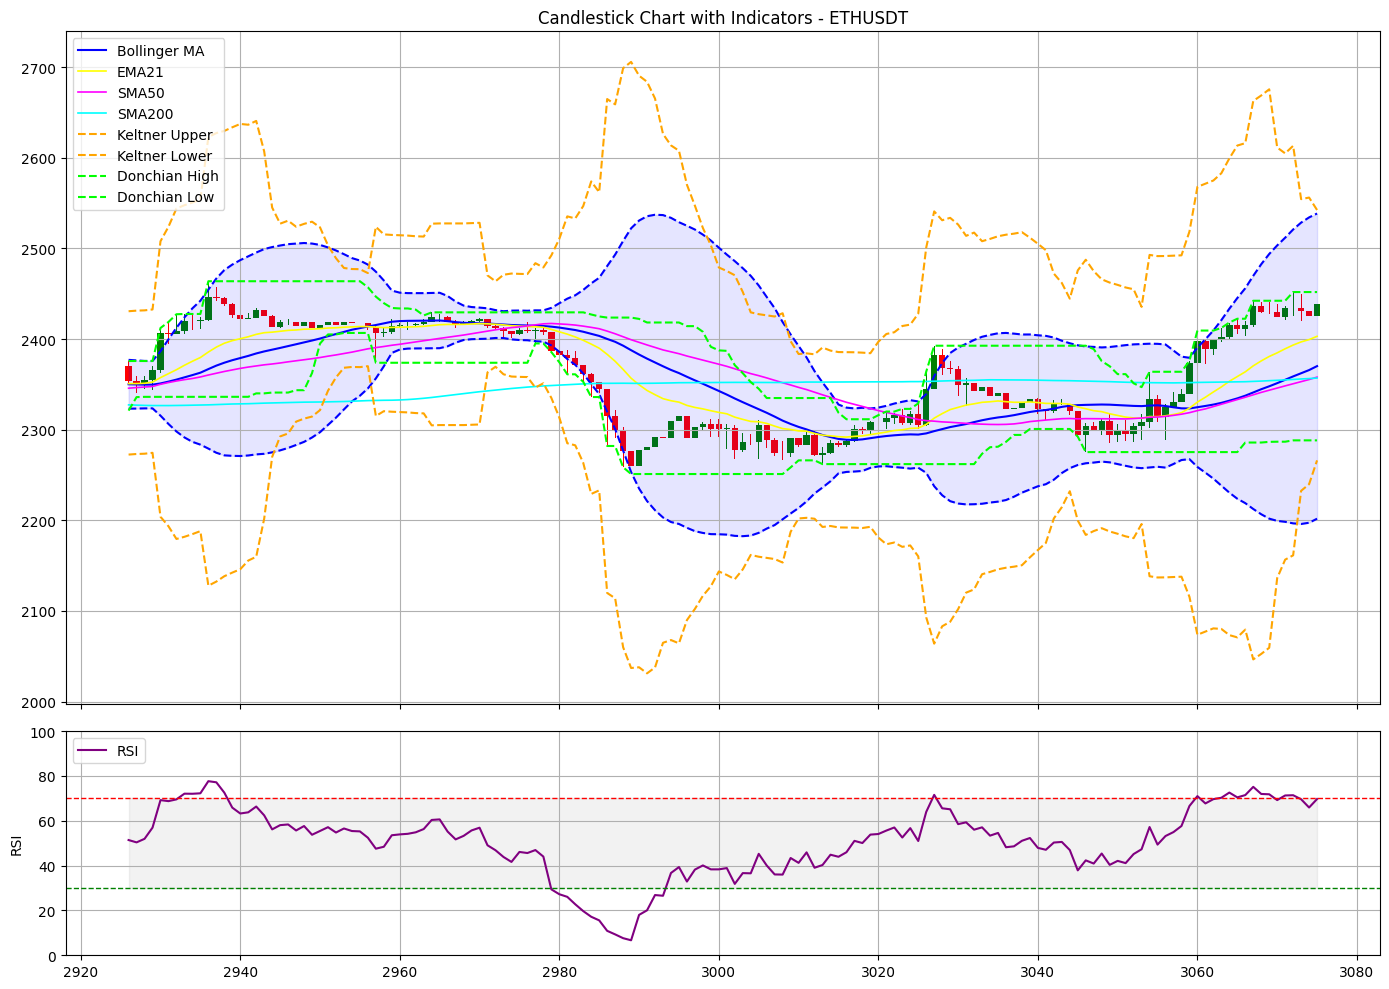 Candlestick Chart with Indicators - ETHUSDT
Bollinger MA
EMA21
SMA50
SMA200
Keltner Upper
Keltner Lower
Donchian High
Donchian Low
2700
2600
2500
2400
2300
2200
2100
2000
RSI
100
80
60
40
20
0
RSI
2920
2940
2960
2980
3000
3020
3040
3060
3080